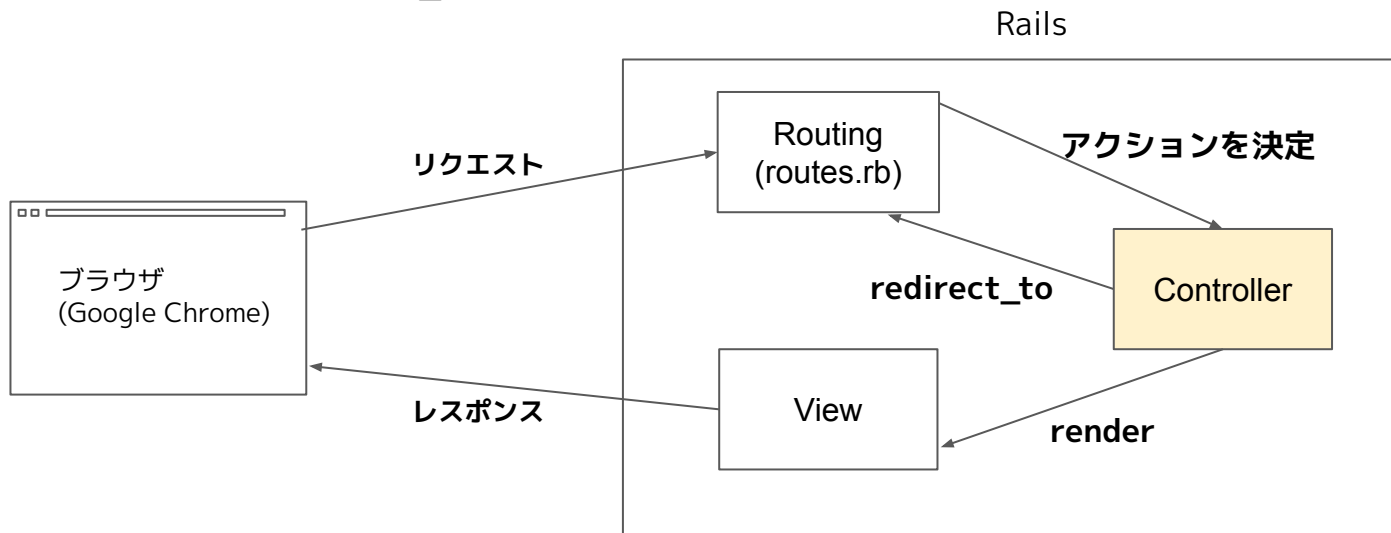 Rails
Routing
(routes.rb)
アクションを決定
リクエスト
ブラウザ
(Google Chrome)
redirect_to
Controller
レスポンス
View
render